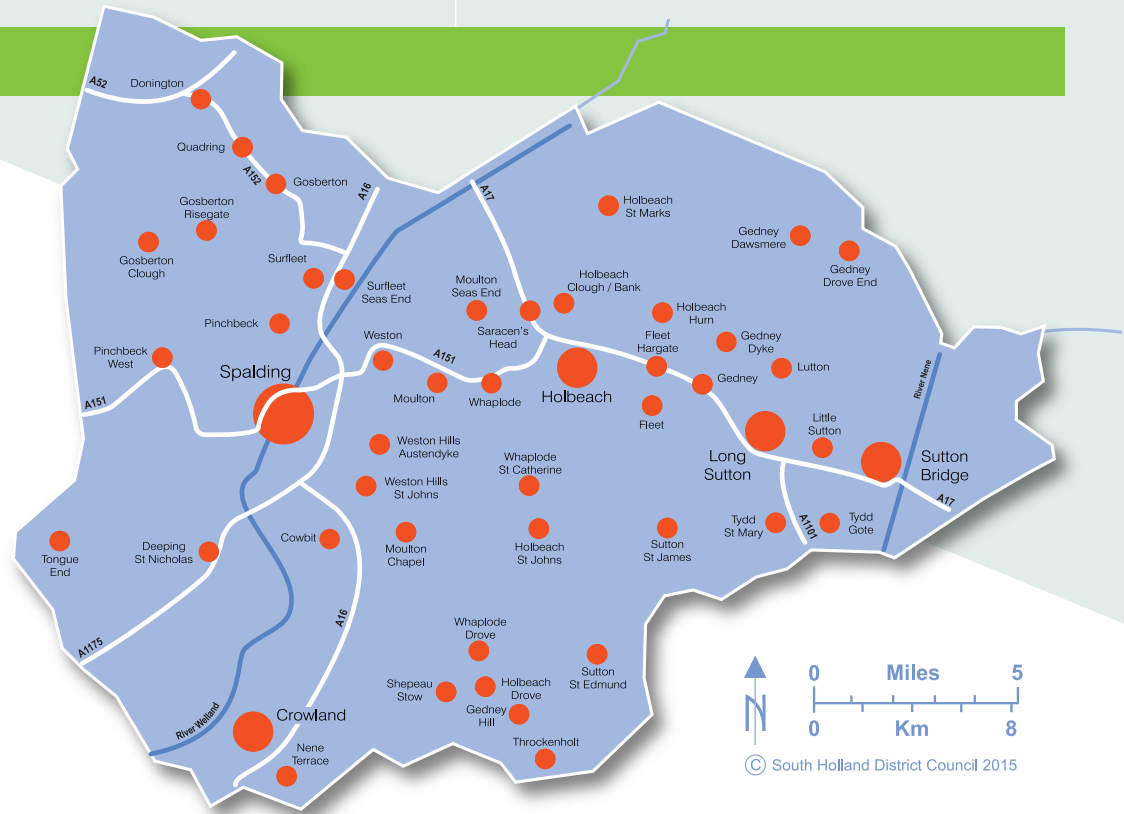 A52
Donington
Quadring
A152
Gosberton
A16
Gosberton
Risegate
Gosberton
Clough
Surfleet
Surfleet
Seas End
Pinchbeck
Pinchbeck
West
A151
Spalding
Weston
A151
Moulton
Whaplode
Moulton
Seas End
A17
Saracen's
Head
Holbeach
Clough / Bank
Holbeach
St Marks
Gedney
Dawsmere
Gedney
Drove End
Holbeach
Hurn
Fleet
Hargate
Gedney
Dyke
Lutton
Gedney
Holbeach
Fleet
Long
Sutton
Little
Sutton
Sutton
Bridge
River Nene
A17
Weston Hills
Austendyke
Weston Hills
St Johns
Whaplode
St Catherine
Tongue
End
Deeping
St Nicholas
Cowbit
Moulton
Chapel
Holbeach
St Johns
Sutton
St James
Tydd
St Mary
A1101
Tydd
Gote
A1175
A16
River Welland
Crowland
Nene
Terrace
Whaplode
Drove
Shepeau
Stow
Holbeach
Drove
Gedney
Hill
Sutton
St Edmund
Throckenholt
N
0 Miles 5
0 Km 8
© South Holland District Council 2015